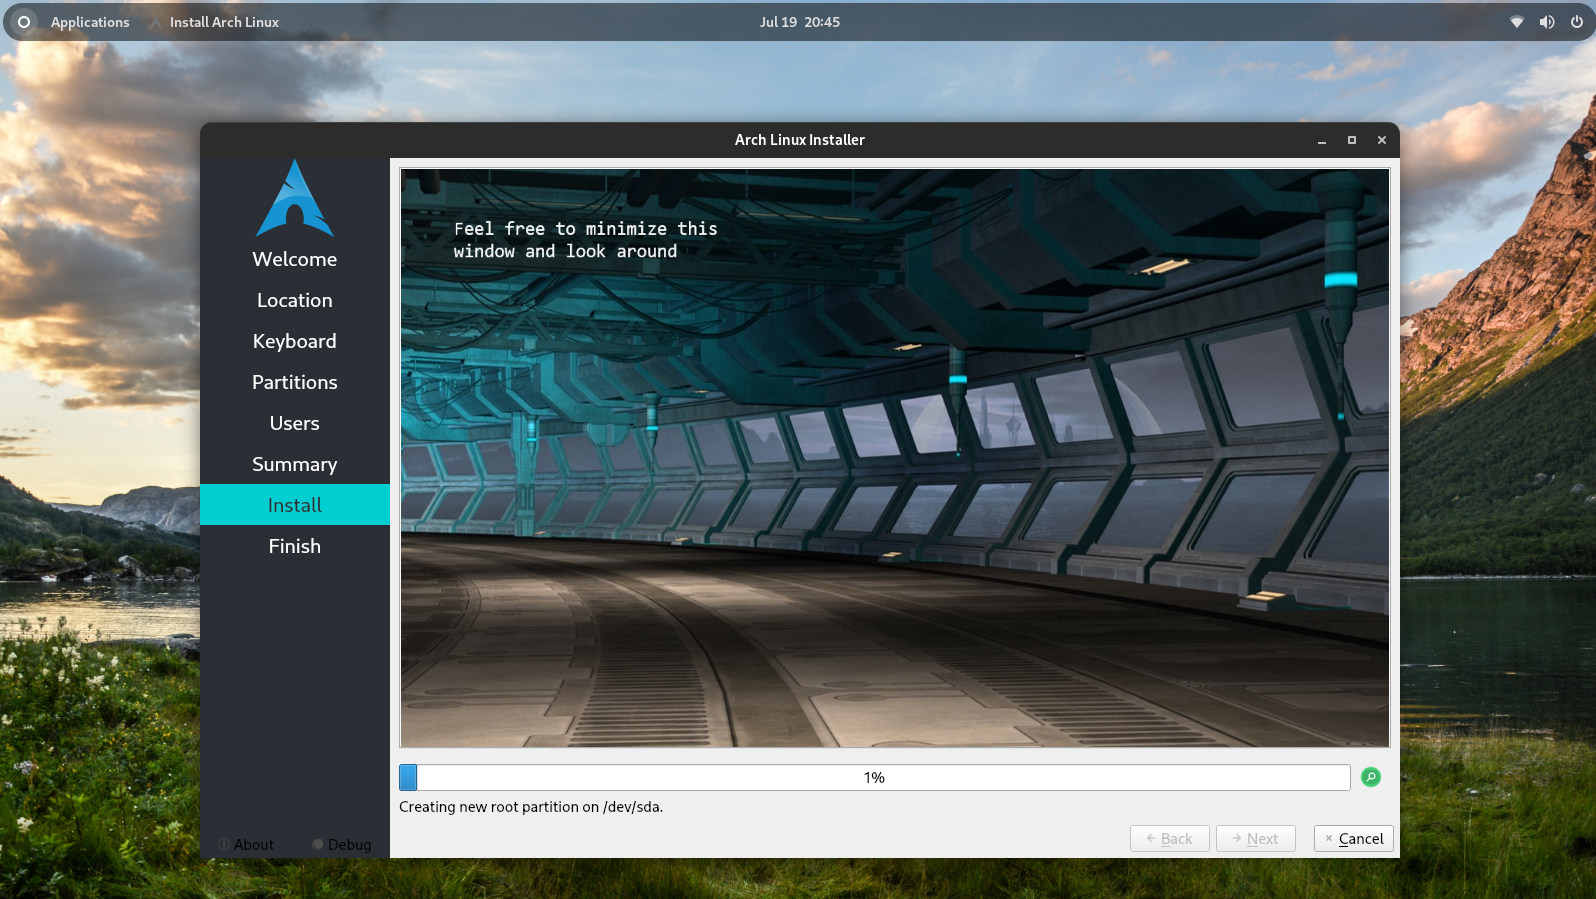 Applications
Install Arch Linux
Jul 19 20:45
Arch Linux Installer
Welcome
Location
Keyboard
Partitions
Users
Summary
Install
Finish
About
Debug
Feel free to minimize this
window and look around
1%
Creating new root partition on /dev/sda.
Back
Next
Cancel